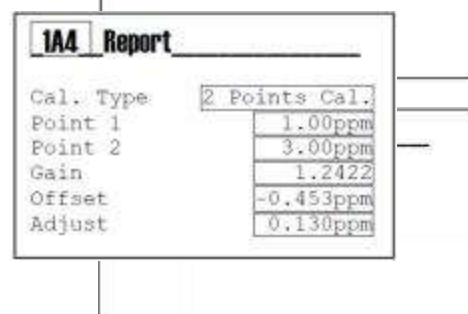 1A4 Report
Cal. Type 2 Points Cal.
Point 1 1.00ppm
Point 2 3.00ppm
Gain 1.2422
Offset -0.453ppm
Adjust 0.130ppm